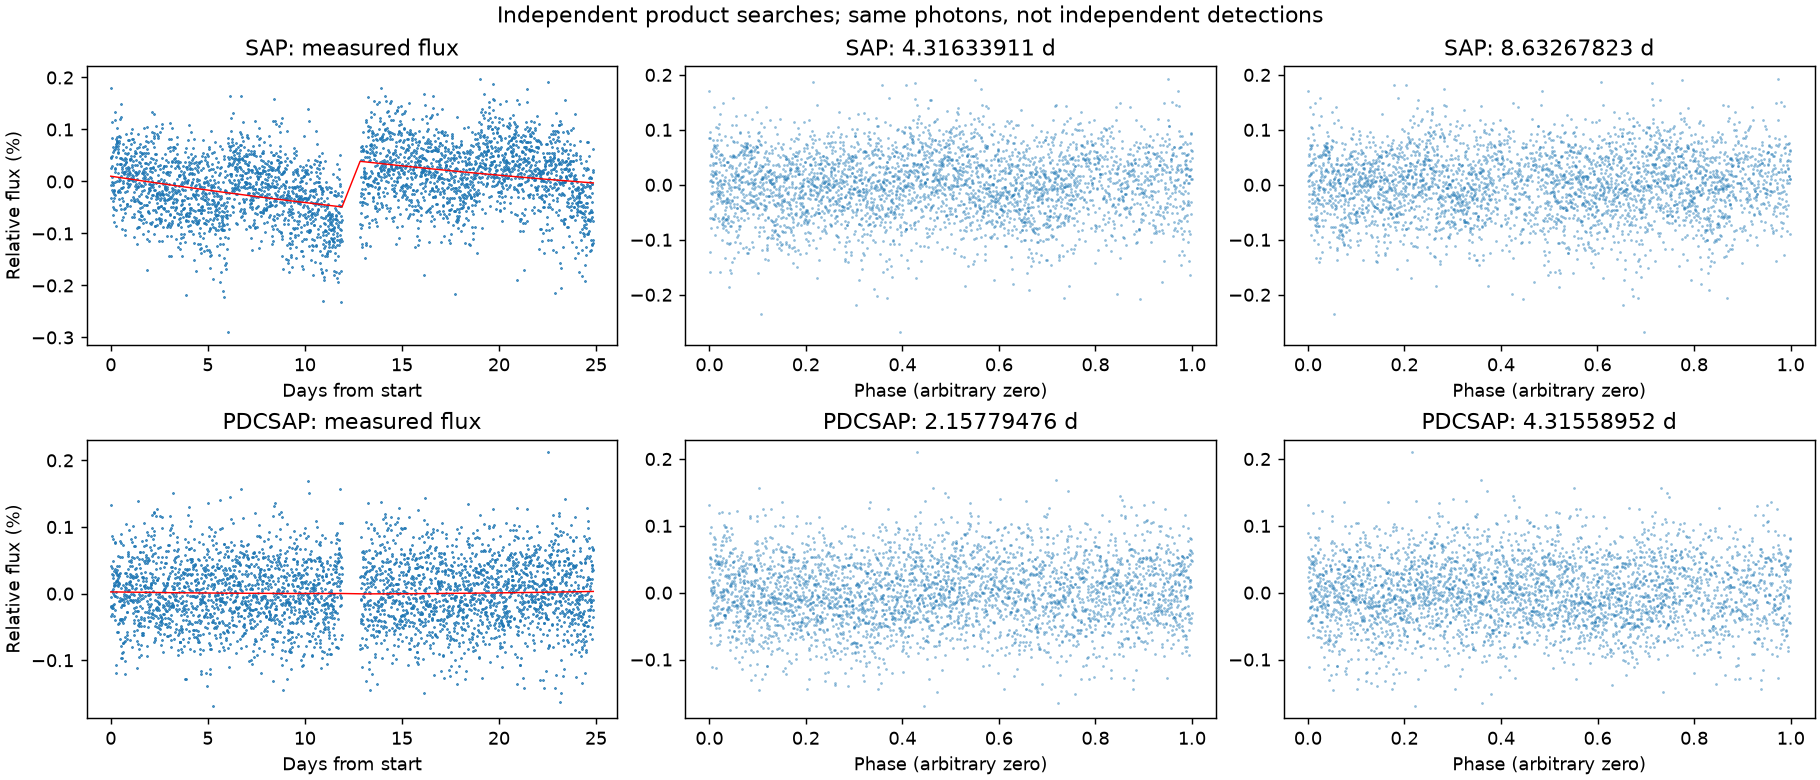 Independent product searches; same photons, not independent detections
SAP: measured flux
Relative flux (%)
0.2
0.1
0.0
−0.1
−0.2
−0.3
0 5 10 15 20 25
Days from start
SAP: 4.31633911 d
0.2
0.1
0.0
−0.1
−0.2
0.0 0.2 0.4 0.6 0.8 1.0
Phase (arbitrary zero)
SAP: 8.63267823 d
0.2
0.1
0.0
−0.1
−0.2
0.0 0.2 0.4 0.6 0.8 1.0
Phase (arbitrary zero)
PDCSAP: measured flux
Relative flux (%)
0.2
0.1
0.0
−0.1
0 5 10 15 20 25
Days from start
PDCSAP: 2.15779476 d
0.2
0.1
0.0
−0.1
0.0 0.2 0.4 0.6 0.8 1.0
Phase (arbitrary zero)
PDCSAP: 4.31558952 d
0.2
0.1
0.0
−0.1
0.0 0.2 0.4 0.6 0.8 1.0
Phase (arbitrary zero)